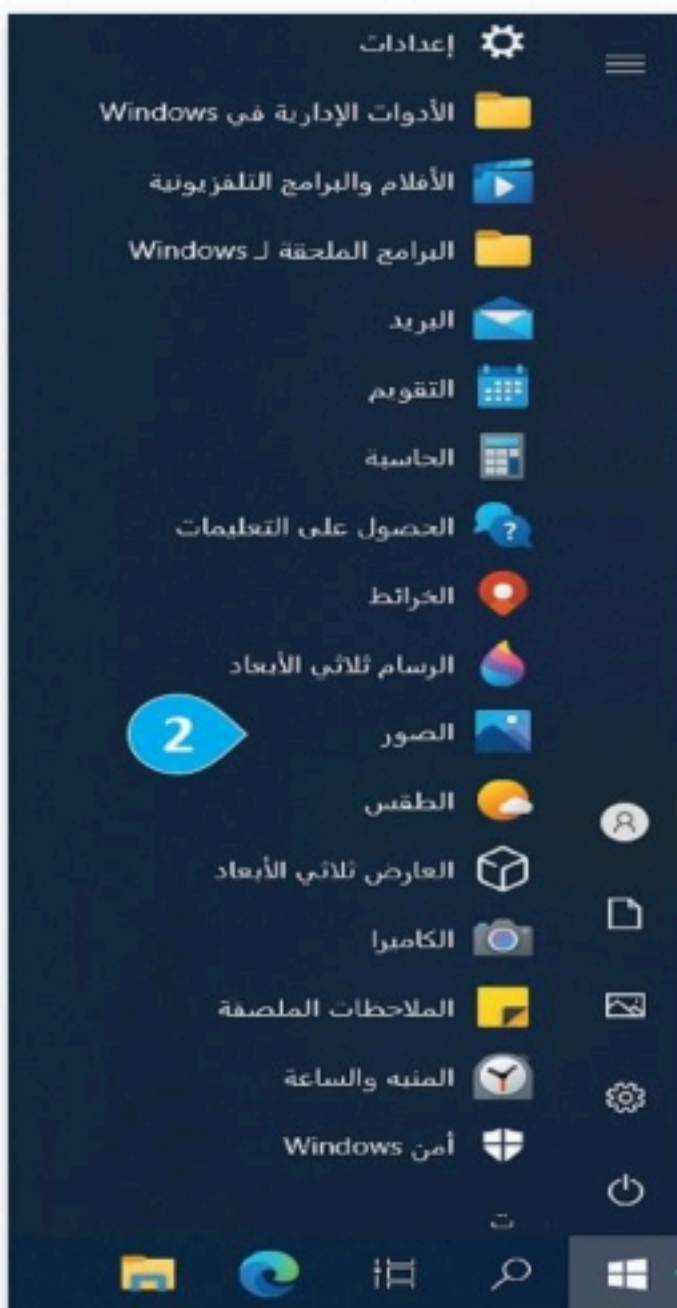 إعدادات
الأدوات الإدارية في Windows
الأفلام والبرامج التلفزيونية
البرامج الملحقة لـ Windows
البريد
التقويم
الحاسبة
الحصول على التعليمات
الخرائط
الرسام ثلاثي الأبعاد
الصور
2
الطقس
العارض ثلاثي الأبعاد
الكاميرا
الملاحظات الملصقة
المنبه والساعة
أمن Windows
ت